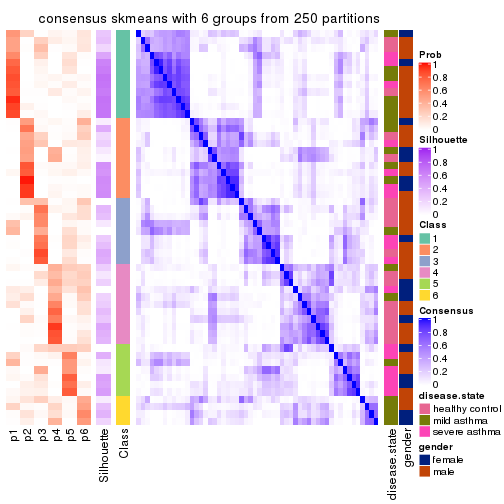 consensus skmeans with 6 groups from 250 partitions
Prob
1
0.8
0.6
0.4
0.2
0
Silhouette
1
0.8
0.6
0.4
0.2
0
Class
1
2
3
4
5
6
Consensus
1
0.8
0.6
0.4
0.2
0
disease.state
healthy control
mild asthma
severe asthma
gender
female
male
p1
p2
p3
p4
p5
p6
Silhouette
Class
disease.state
gender